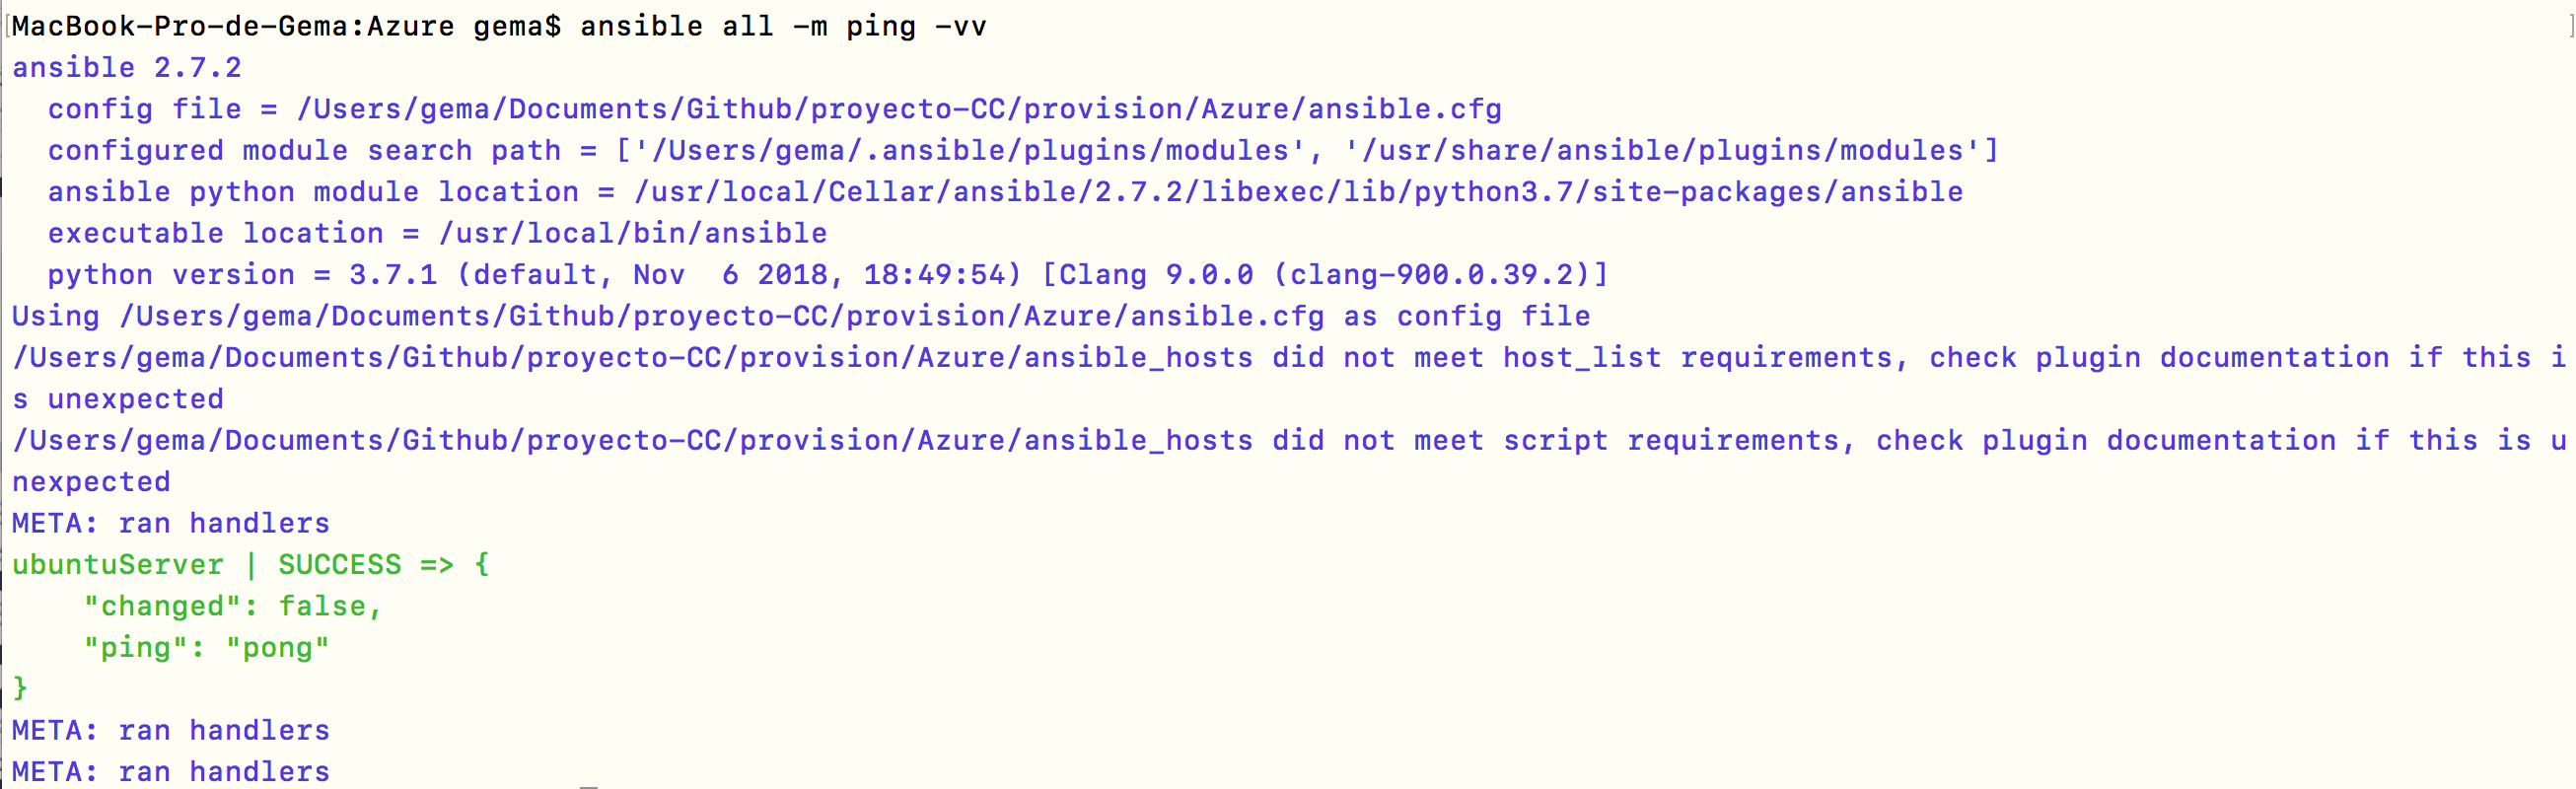 [MacBook-Pro-de-Gema:Azure gema$ ansible all -m ping -vv ]
ansible 2.7.2
  config file = /Users/gema/Documents/Github/proyecto-CC/provision/Azure/ansible.cfg
  configured module search path = ['/Users/gema/.ansible/plugins/modules', '/usr/share/ansible/plugins/modules']
  ansible python module location = /usr/local/Cellar/ansible/2.7.2/libexec/lib/python3.7/site-packages/ansible
  executable location = /usr/local/bin/ansible
  python version = 3.7.1 (default, Nov  6 2018, 18:49:54) [Clang 9.0.0 (clang-900.0.39.2)]
Using /Users/gema/Documents/Github/proyecto-CC/provision/Azure/ansible.cfg as config file
/Users/gema/Documents/Github/proyecto-CC/provision/Azure/ansible_hosts did not meet host_list requirements, check plugin documentation if this i
s unexpected
/Users/gema/Documents/Github/proyecto-CC/provision/Azure/ansible_hosts did not meet script requirements, check plugin documentation if this is u
nexpected
META: ran handlers
ubuntuServer | SUCCESS => {
    "changed": false,
    "ping": "pong"
}
META: ran handlers
META: ran handlers